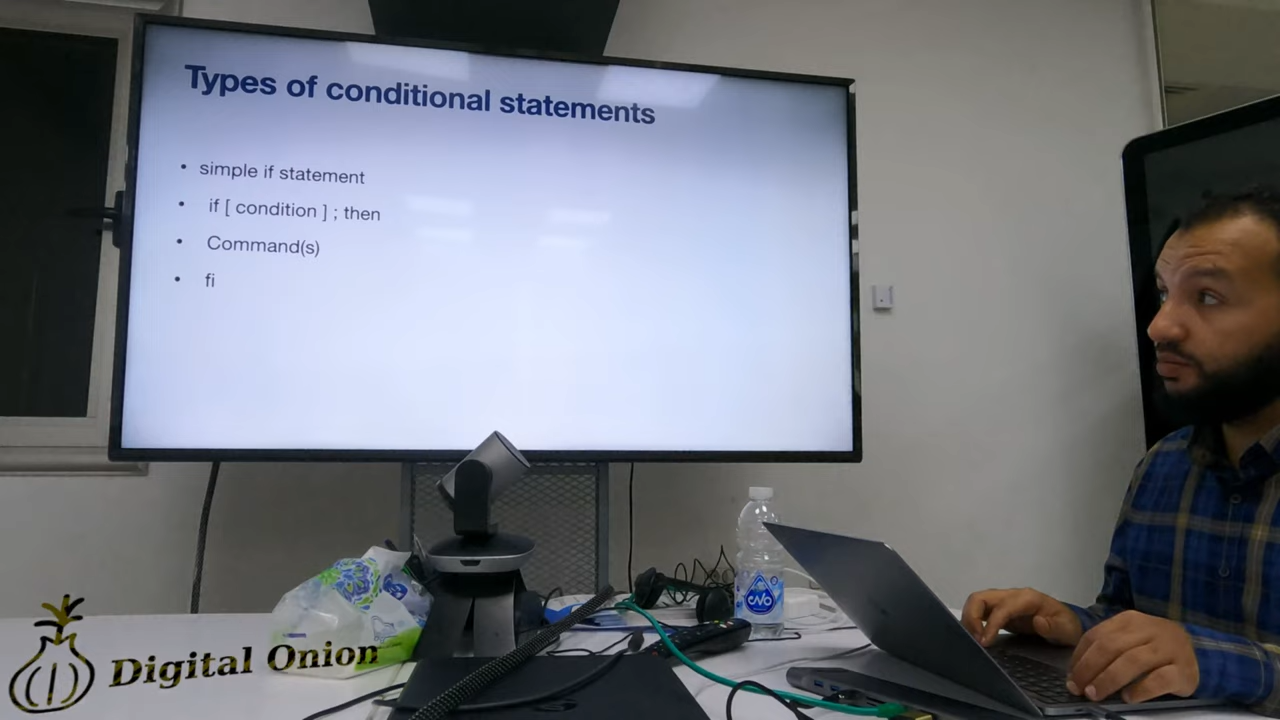 Types of conditional statements
• simple if statement
• if [ condition ] ; then
• Command(s)
• fi
Digital Onion